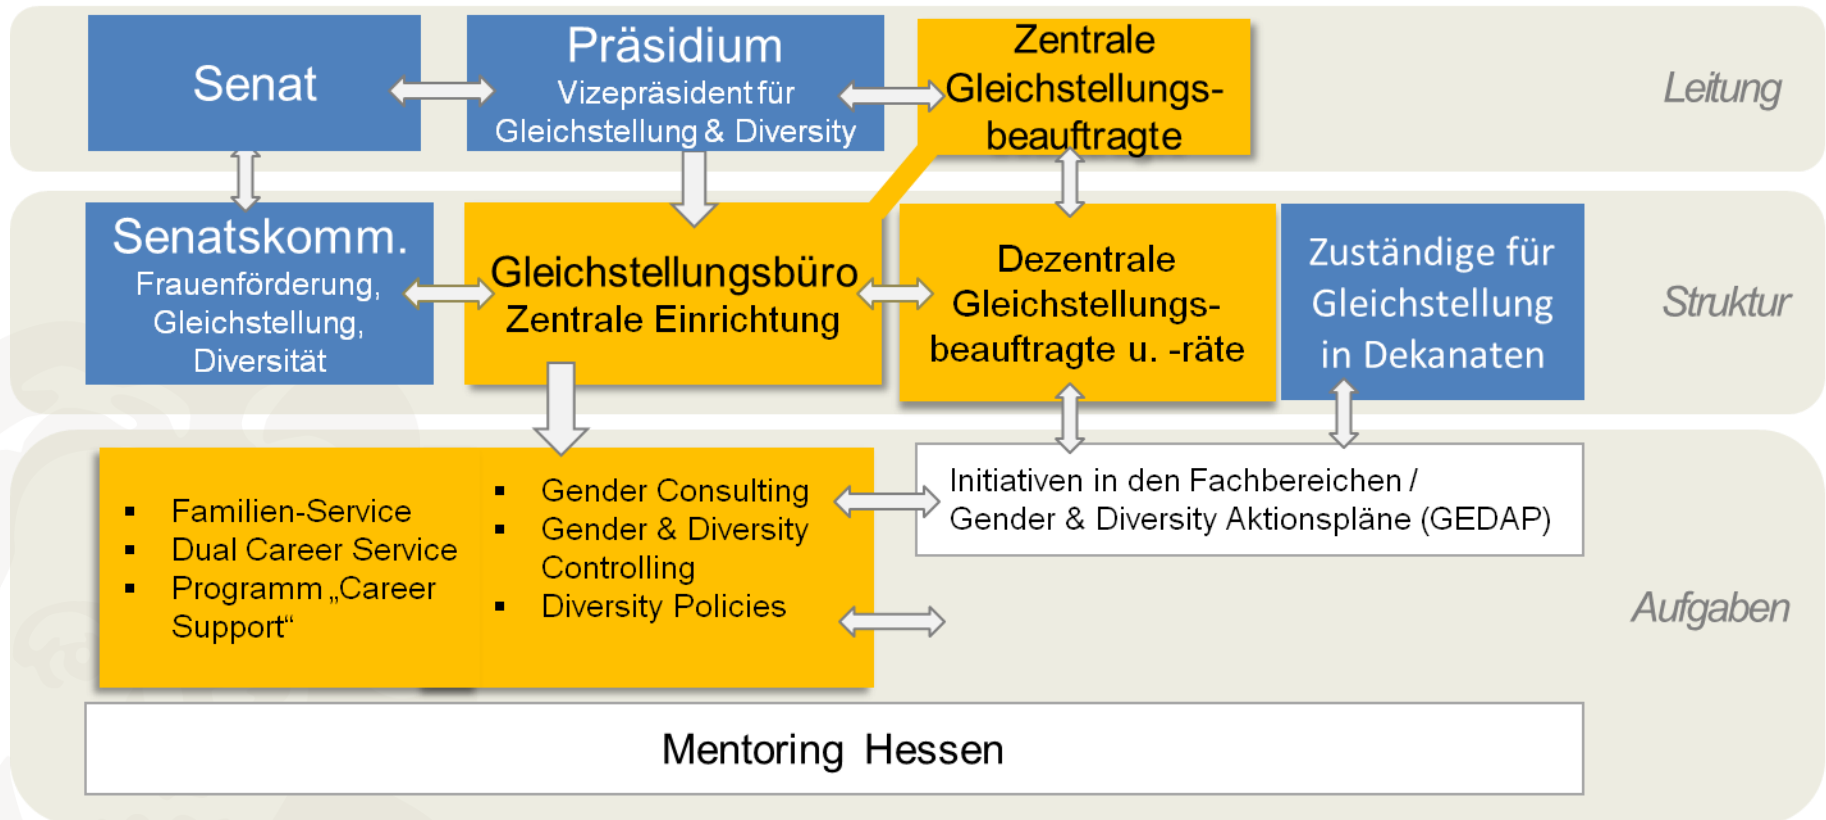 Senat
Präsidium
Vizepräsident für
Gleichstellung & Diversity
Zentrale
Gleichstellungs-
beauftragte
Leitung
Senatskomm.
Frauenförderung,
Gleichstellung,
Diversität
Gleichstellungsbüro
Zentrale Einrichtung
Dezentrale
Gleichstellungs-
beauftragte u. -räte
Zuständige für
Gleichstellung
in Dekanaten
Struktur
▪ Familien-Service
▪ Dual Career Service
▪ Programm „Career
Support“
▪ Gender Consulting
▪ Gender & Diversity
Controlling
▪ Diversity Policies
Initiativen in den Fachbereichen /
Gender & Diversity Aktionspläne (GEDAP)
Aufgaben
Mentoring Hessen